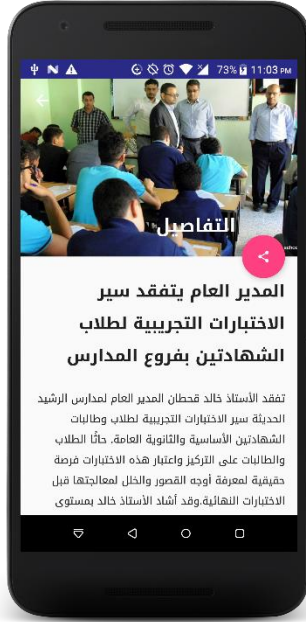 73% 11:03 PM
التفاصيل
المدير العام يتفقد سير
الاختبارات التجريبية لطلاب
الشهادتين بفروع المدارس
تفقد الأستاذ خالد قحطان المدير العام لمدارس الرشيد
الحديثة سير الاختبارات التجريبية لطلاب وطالبات
الشهادتين الأساسية والثانوية العامة، حاثًا الطلاب
والطالبات على التركيز واعتبار هذه الاختبارات فرصة
حقيقية لمعرفة أوجه القصور والخلل لمعالجتها قبل
الاختبارات النهائية.وقد أشاد الأستاذ خالد بمستوى